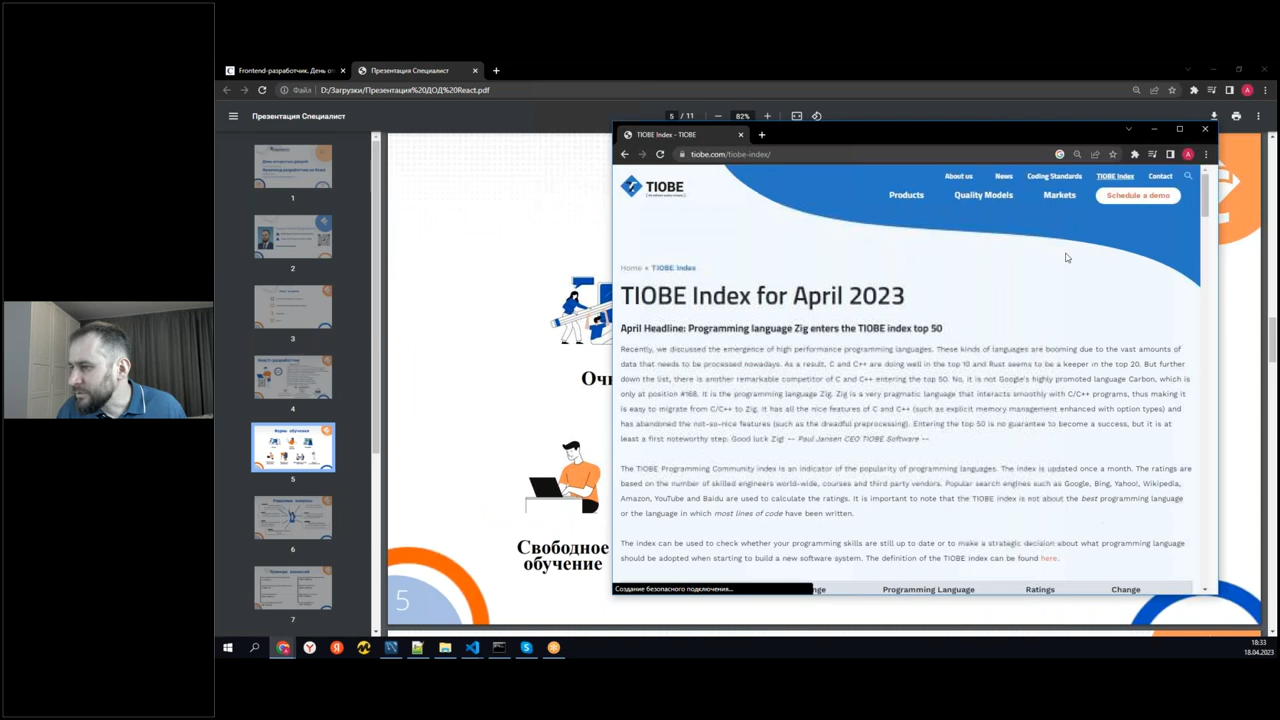 Frontend-разработчик. День от
Презентация Специалист
Файл
D:/Загрузки/Презентация%20ДОД%20React.pdf
Презентация Специалист
5 / 11
82%
1
2
3
4
5
6
7
Свободное
обучение
5
TIOBE Index - TIOBE
tiobe.com/tiobe-index/
About us
News
Coding Standards
TIOBE Index
Contact
TIOBE
Products
Quality Models
Markets
Schedule a demo
Home » TIOBE Index
TIOBE Index for April 2023
April Headline: Programming language Zig enters the TIOBE index top 50
Recently, we discussed the emergence of high performance programming languages. These kinds of languages are booming due to the vast amounts of
data that needs to be processed nowadays. As a result, C and C++ are doing well in the top 10 and Rust seems to be a keeper in the top 20. But further
down the list, there is another remarkable competitor of C and C++ entering the top 50. No, it is not Google's highly promoted language Carbon, which is
only at position #168. It is the programming language Zig. Zig is a very pragmatic language that interacts smoothly with C/C++ programs, thus making it
is easy to migrate from C/C++ to Zig. It has all the nice features of C and C++ (such as explicit memory management enhanced with option types) and
has abandoned the not-so-nice features (such as the dreadful preprocessing). Entering the top 50 is no guarantee to become a success, but it is at
least a first noteworthy step. Good luck Zig! -- Paul Jansen CEO TIOBE Software --
The TIOBE Programming Community index is an indicator of the popularity of programming languages. The index is updated once a month. The ratings are
based on the number of skilled engineers world-wide, courses and third party vendors. Popular search engines such as Google, Bing, Yahoo!, Wikipedia,
Amazon, YouTube and Baidu are used to calculate the ratings. It is important to note that the TIOBE index is not about the best programming language
or the language in which most lines of code have been written.
The index can be used to check whether your programming skills are still up to date or to make a strategic decision about what programming language
should be adopted when starting to build a new software system. The definition of the TIOBE index can be found here.
Создание безопасного подключения...
Programming Language
Ratings
Change
18:33
18.04.2023